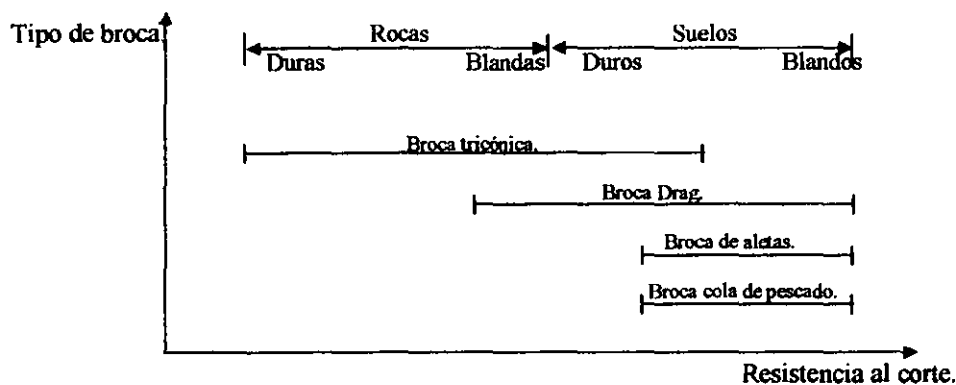 Tipo de broca
Rocas
Suelos
Duras
Blandas
Duros
Blandos
Broca tricónica.
Broca Drag.
Broca de aletas.
Broca cola de pescado.
Resistencia al corte.